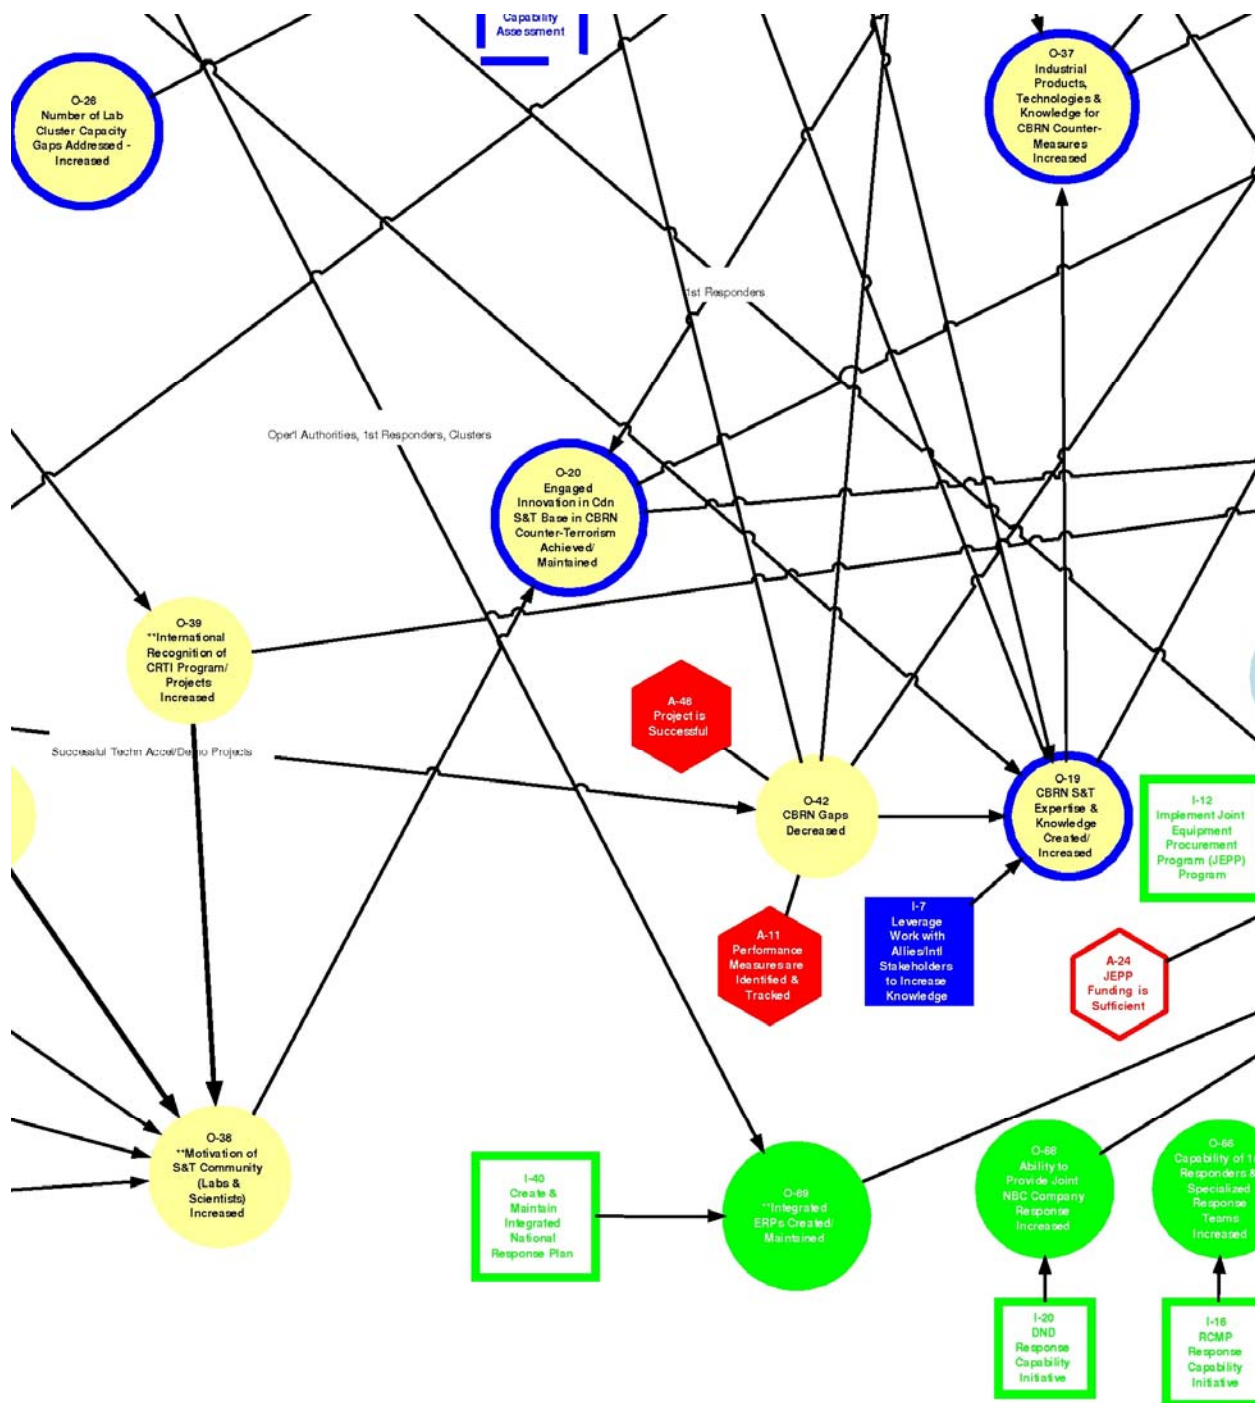 Capability
Assessment
O-37
Industrial
Products,
Technologies &
Knowledge for
CBRN Counter-
Measures
Increased
O-26
Number of Lab
Cluster Capacity
Gaps Addressed -
Increased
1st Responders
Oper'l Authorities, 1st Responders, Clusters
O-20
Engaged
Innovation in Cdn
S&T Base in CBRN
Counter-Terrorism
Achieved/
Maintained
O-39
**International
Recognition of
CRTI Program/
Projects
Increased
Successful Techn Accel/Demo Projects
A-46
Project is
Successful
O-42
CBRN Gaps
Decreased
O-19
CBRN S&T
Expertise &
Knowledge
Created/
Increased
I-12
Implement Joint
Equipment
Procurement
Program (JEPP)
Program
A-11
Performance
Measures are
Identified &
Tracked
I-7
Leverage
Work with
Allies/Intl
Stakeholders
to Increase
Knowledge
A-24
JEPP
Funding is
Sufficient
O-38
**Motivation of
S&T Community
(Labs &
Scientists)
Increased
I-40
Create &
Maintain
Integrated
National
Response Plan
O-69
**Integrated
ERPs Created/
Maintained
O-68
Ability to
Provide Joint
NBC Company
Response
Increased
O-66
Capability of
Responders &
Specialized
Response
Teams
Increased
I-20
DND
Response
Capability
Initiative
I-16
RCMP
Response
Capability
Initiative